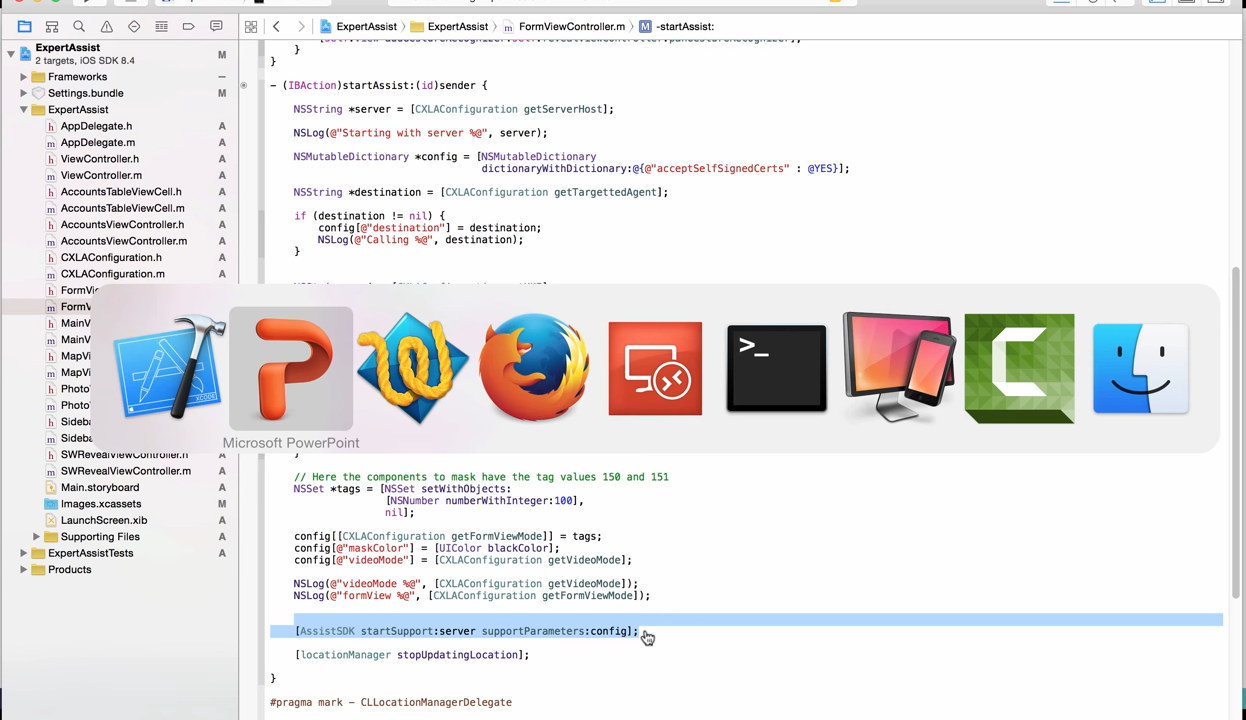 ExpertAssist
ExpertAssist
FormViewController.m
M
-startAssist:
ExpertAssist
M
2 targets, iOS SDK 8.4
Frameworks
Settings.bundle
M
ExpertAssist
h
AppDelegate.h
A
m
AppDelegate.m
A
h
ViewController.h
A
m
ViewController.m
A
h
AccountsTableViewCell.h
A
m
AccountsTableViewCell.m
A
h
AccountsViewController.h
A
m
AccountsViewController.m
A
h
CXLAConfiguration.h
A
m
CXLAConfiguration.m
A
SWRevealViewController.m
A
Main.storyboard
A
Images.xcassets
M
LaunchScreen.xib
A
Supporting Files
A
ExpertAssistTests
A
Products
}
}
- (IBAction)startAssist:(id)sender {
NSString *server = [CXLAConfiguration getServerHost];
NSLog(@"Starting with server %@", server);
NSMutableDictionary *config = [NSMutableDictionary
dictionaryWithDictionary:@{@"acceptSelfSignedCerts" : @YES}];
NSString *destination = [CXLAConfiguration getTargettedAgent];
if (destination != nil) {
config[@"destination"] = destination;
NSLog(@"Calling %@", destination);
}
XCODE
>_
Microsoft PowerPoint
// Here the components to mask have the tag values 150 and 151
NSSet *tags = [NSSet setWithObjects:
[NSNumber numberWithInteger:100],
nil];
config[[CXLAConfiguration getFormViewMode]] = tags;
config[@"maskColor"] = [UIColor blackColor];
config[@"videoMode"] = [CXLAConfiguration getVideoMode];
NSLog(@"videoMode %@", [CXLAConfiguration getVideoMode]);
NSLog(@"formView %@", [CXLAConfiguration getFormViewMode]);
[AssistSDK startSupport:server supportParameters:config];
[locationManager stopUpdatingLocation];
}
#pragma mark - CLLocationManagerDelegate